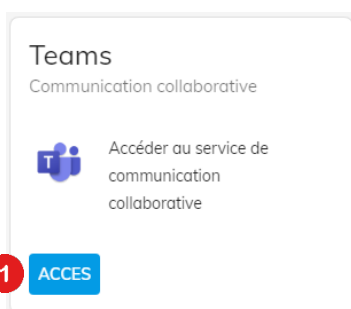 Teams
Communication collaborative
T
Accéder au service de
communication
collaborative
1
ACCES